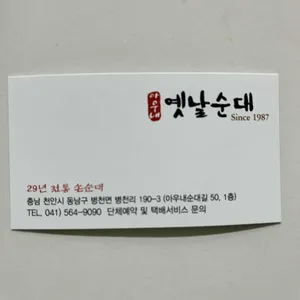 아우내
옛날순대
Since 1987
29년 전통 손순대
충남 천안시 동남구 병천면 병천리 190-3 (아우내순대길 50, 1층)
TEL, 041) 564-9090 단체예약 및 택배서비스 문의